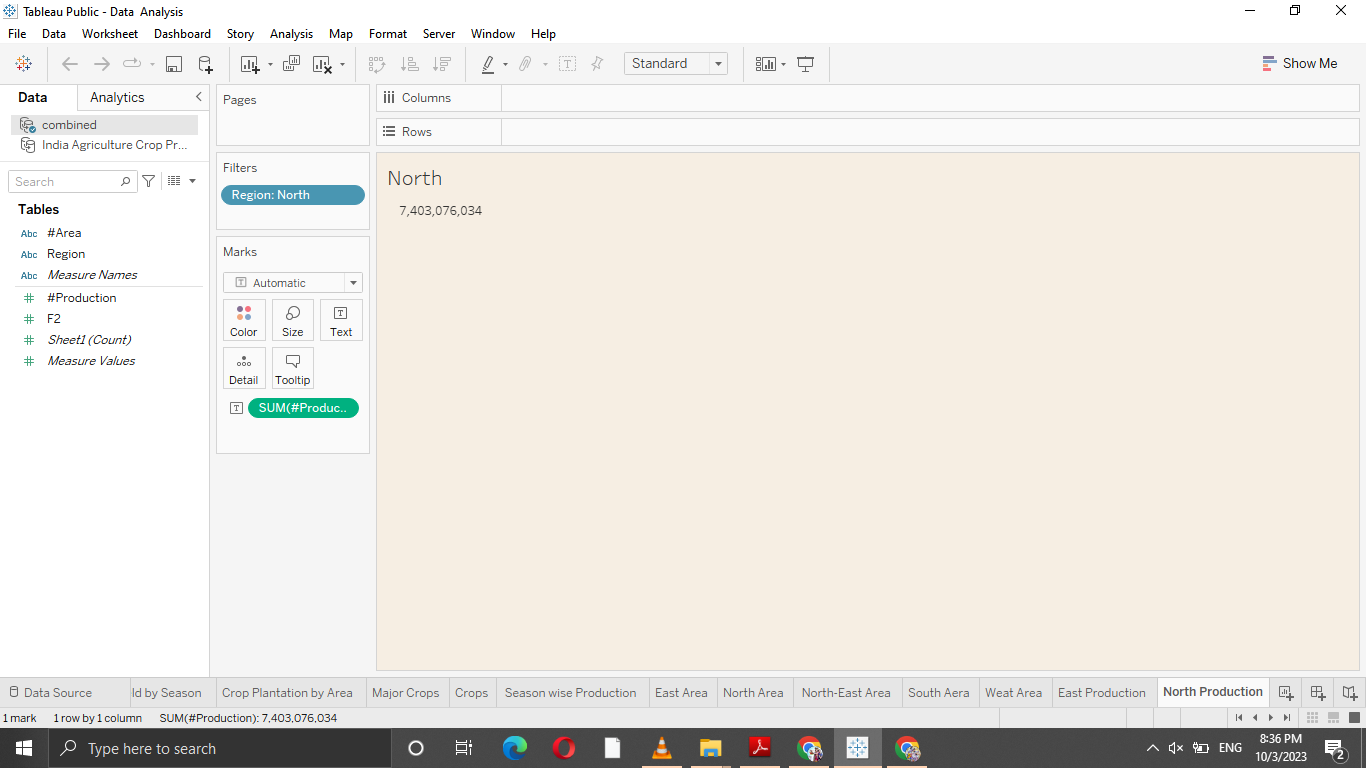 Tableau Public - Data  Analysis
File Data Worksheet Dashboard Story Analysis Map Format Server Window Help
Standard
Show Me
Data Analytics
combined
India Agriculture Crop Pr...
Search
Tables
Abc #Area
Abc Region
Abc Measure Names
#Production
F2
Sheet1 (Count)
Measure Values
Pages
Filters
Region: North
Marks
Automatic
Color Size Text
Detail Tooltip
SUM(#Produc..
Columns
Rows
North
7,403,076,034
Data Source ld by Season Crop Plantation by Area Major Crops Crops Season wise Production East Area North Area North-East Area South Aera Weat Area East Production North Production
1 mark 1 row by 1 column SUM(#Production): 7,403,076,034
Type here to search
ENG
8:36 PM
10/3/2023
2